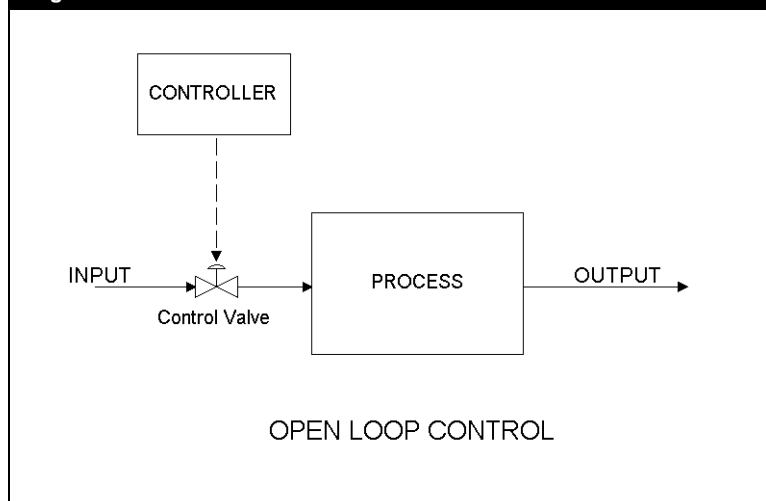 CONTROLLER
INPUT
PROCESS
OUTPUT
Control Valve
OPEN LOOP CONTROL